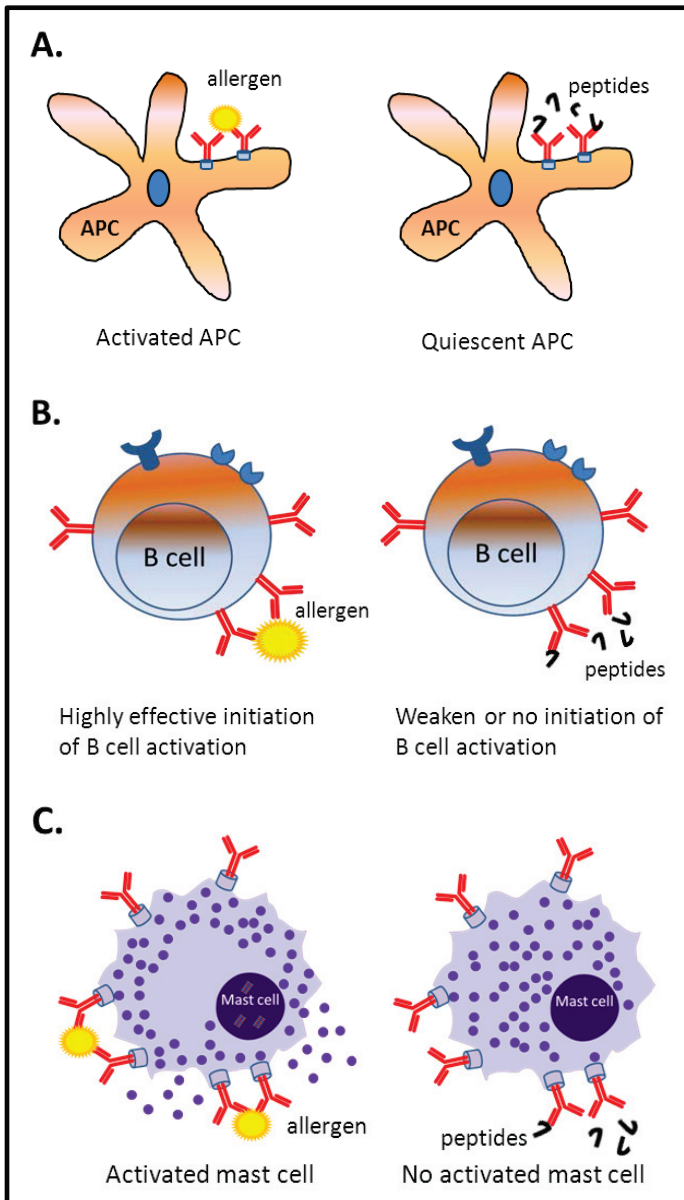 A.
allergen
peptides
APC
APC
Activated APC
Quiescent APC
B.
B cell
B cell
allergen
peptides
Highly effective initiation
of B cell activation
Weaken or no initiation of
B cell activation
C.
Mast cell
Mast cell
allergen
peptides
Activated mast cell
No activated mast cell